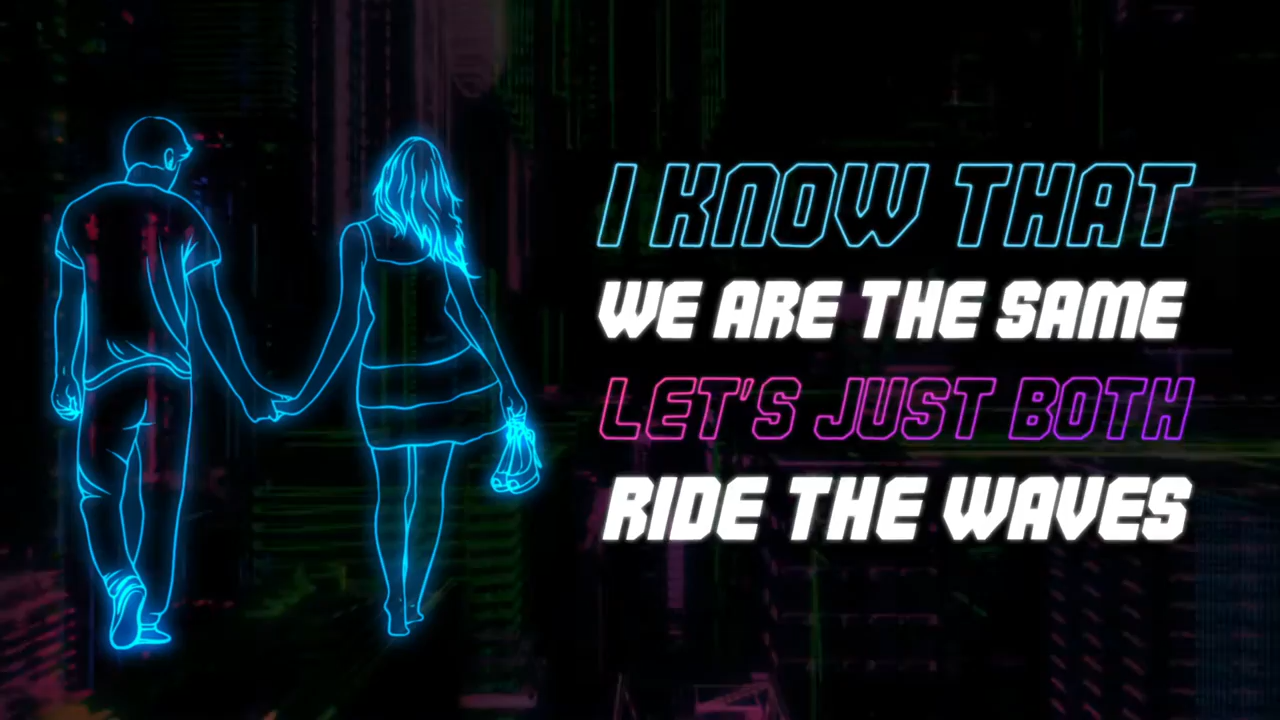 I KNOW THAT
WE ARE THE SAME
LET'S JUST BOTH
RIDE THE WAVES